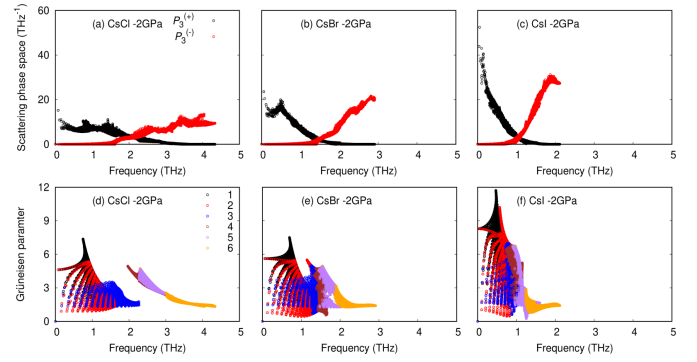 60
40
20
0
Scattering phase space (THz⁻¹)
(a) CsCl -2GPa
P₃⁽⁺⁾
P₃⁽⁻⁾
0 1 2 3 4 5
Frequency (THz)
(b) CsBr -2GPa
0 1 2 3 4 5
Frequency (THz)
(c) CsI -2GPa
0 1 2 3 4 5
Frequency (THz)
12
9
6
3
0
Grüneisen paramter
(d) CsCl -2GPa
1
2
3
4
5
6
0 1 2 3 4 5
Frequency (THz)
(e) CsBr -2GPa
0 1 2 3 4 5
Frequency (THz)
(f) CsI -2GPa
0 1 2 3 4 5
Frequency (THz)